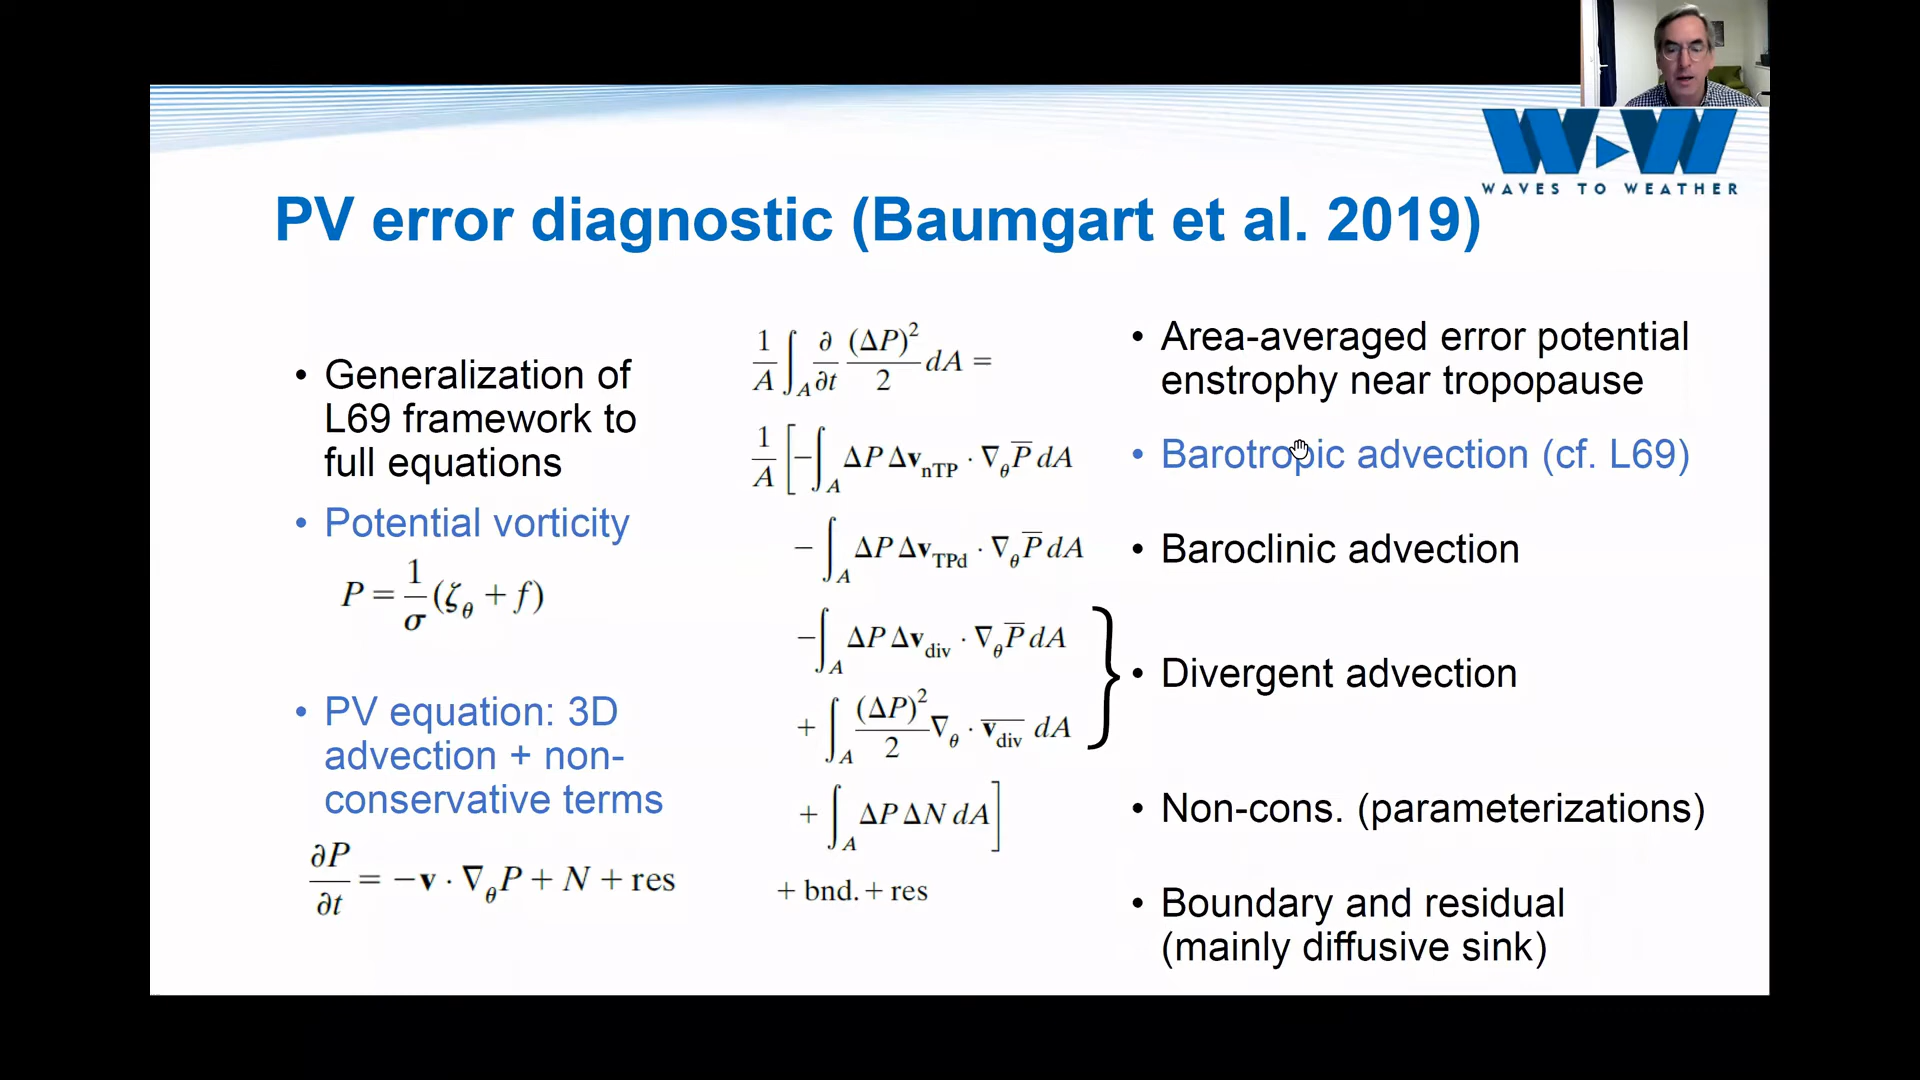 WAVES TO WEATHER
PV error diagnostic (Baumgart et al. 2019)
• Generalization of
L69 framework to
full equations
• Potential vorticity
P = 1/σ (ζ_θ + f)
• PV equation: 3D
advection + non-
conservative terms
∂P/∂t = −v · ∇_θ P + N + res
1/A ∫_A ∂/∂t (ΔP)²/2 dA =
1/A [ −∫_A ΔP Δv_nTP · ∇_θ P̅ dA
− ∫_A ΔP Δv_TPd · ∇_θ P̅ dA
−∫_A ΔP Δv_div · ∇_θ P̅ dA
+ ∫_A (ΔP)²/2 ∇_θ · v̅_div dA
+ ∫_A ΔP ΔN dA ]
+ bnd. + res
• Area-averaged error potential
enstrophy near tropopause
• Barotropic advection (cf. L69)
• Baroclinic advection
• Divergent advection
• Non-cons. (parameterizations)
• Boundary and residual
(mainly diffusive sink)